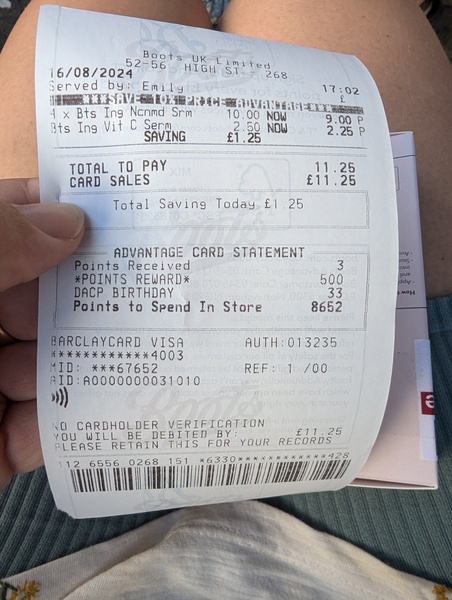 Boots UK Limited
52-56 HIGH ST - 268
16/08/2024 17:02
Served by: Emily £
***SAVE 10% PRICE ADVANTAGE***
4 x Bts Ing Ncnmd Srm 10.00 NOW 9.00 P
Bts Ing Vit C Serm 2.50 NOW 2.25 P
SAVING £1.25
TOTAL TO PAY 11.25
CARD SALES £11.25
Total Saving Today £1.25
ADVANTAGE CARD STATEMENT
Points Received 3
*POINTS REWARD* 500
DACP BIRTHDAY 33
Points to Spend In Store 8652
BARCLAYCARD VISA AUTH:013235
************4003
MID: ***67652 REF: 1 /00
AID:A0000000031010
NO CARDHOLDER VERIFICATION
YOU WILL BE DEBITED BY: £11.25
PLEASE RETAIN THIS FOR YOUR RECORDS
112 6556 0268 151 *6330************428